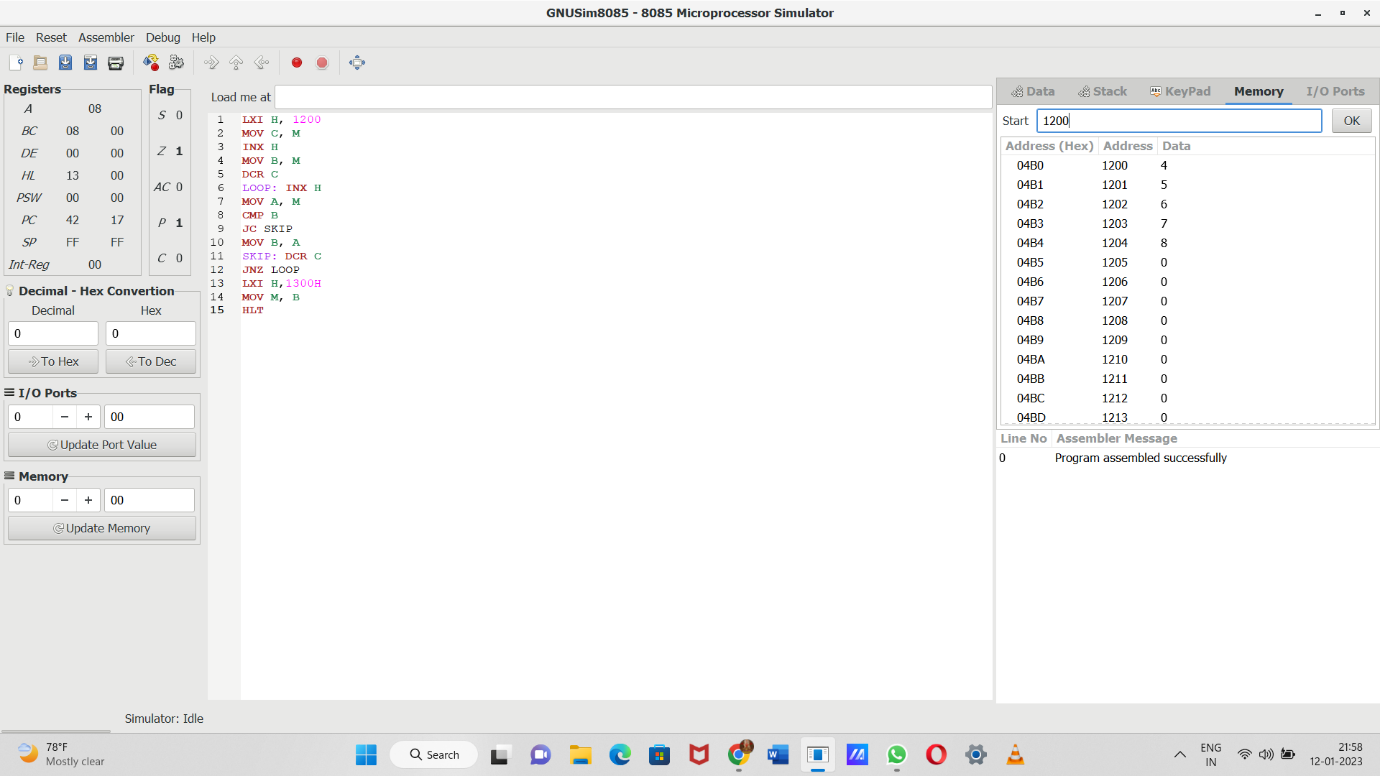 GNUSim8085 - 8085 Microprocessor Simulator
File Reset Assembler Debug Help
Registers
A 08
BC 08 00
DE 00 00
HL 13 00
PSW 00 00
PC 42 17
SP FF FF
Int-Reg 00
Flag
S 0
Z 1
AC 0
P 1
C 0
Decimal - Hex Convertion
Decimal Hex
0 0
To Hex To Dec
I/O Ports
0 − + 00
Update Port Value
Memory
0 − + 00
Update Memory
Load me at
1 LXI H, 1200
2 MOV C, M
3 INX H
4 MOV B, M
5 DCR C
6 LOOP: INX H
7 MOV A, M
8 CMP B
9 JC SKIP
10 MOV B, A
11 SKIP: DCR C
12 JNZ LOOP
13 LXI H,1300H
14 MOV M, B
15 HLT
Data Stack Abc KeyPad Memory I/O Ports
Start 1200 OK
Address (Hex) Address Data
04B0 1200 4
04B1 1201 5
04B2 1202 6
04B3 1203 7
04B4 1204 8
04B5 1205 0
04B6 1206 0
04B7 1207 0
04B8 1208 0
04B9 1209 0
04BA 1210 0
04BB 1211 0
04BC 1212 0
04BD 1213 0
Line No Assembler Message
0 Program assembled successfully
Simulator: Idle
78°F
Mostly clear
Search
ENG
IN
21:58
12-01-2023